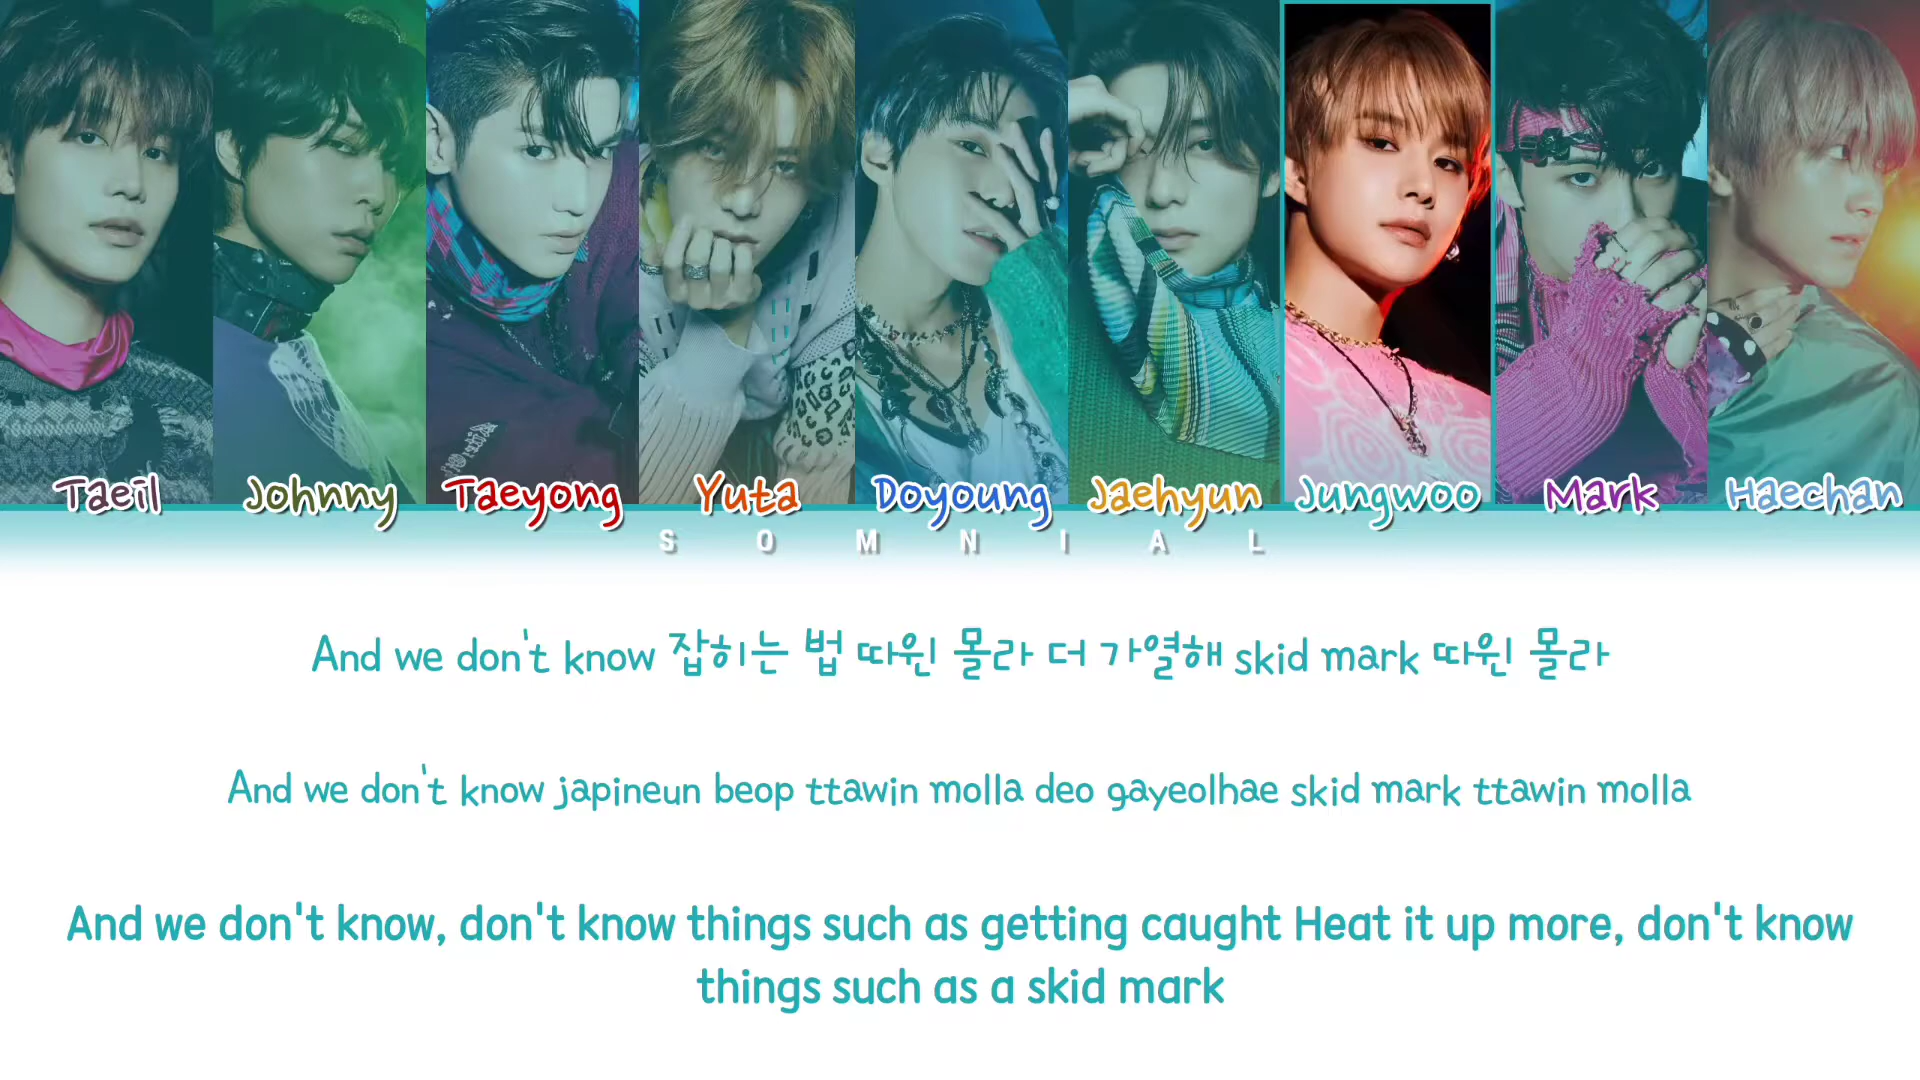 Taeil Johnny Taeyong Yuta Doyoung Jaehyun Jungwoo Mark Haechan
S O M N I A L
And we don't know 잡히는 법 따윈 몰라 더 가열해 skid mark 따윈 몰라
And we don't know japineun beop ttawin molla deo gayeolhae skid mark ttawin molla
And we don't know, don't know things such as getting caught Heat it up more, don't know
things such as a skid mark